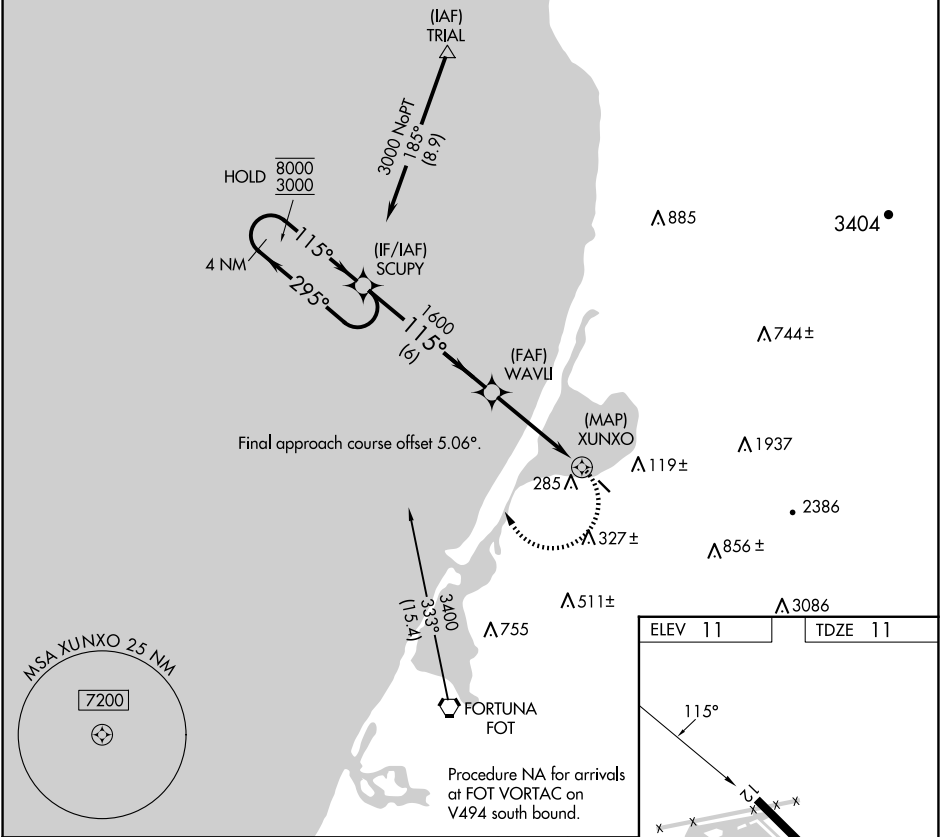 (IAF)
TRIAL
3000 NoPT
185°
(8.9)
HOLD
8000
3000
115°
4 NM
295°
(IF/IAF)
SCUPY
1600
115°
(6)
(FAF)
WAVLI
(MAP)
XUNXO
885
3404
744±
1937
119±
285
2386
327±
856±
Final approach course offset 5.06°.
3400
333°
(15.4)
511±
755
3086
FORTUNA
FOT
MSA XUNXO 25 NM
7200
Procedure NA for arrivals
at FOT VORTAC on
V494 south bound.
ELEV 11
TDZE 11
115°
12